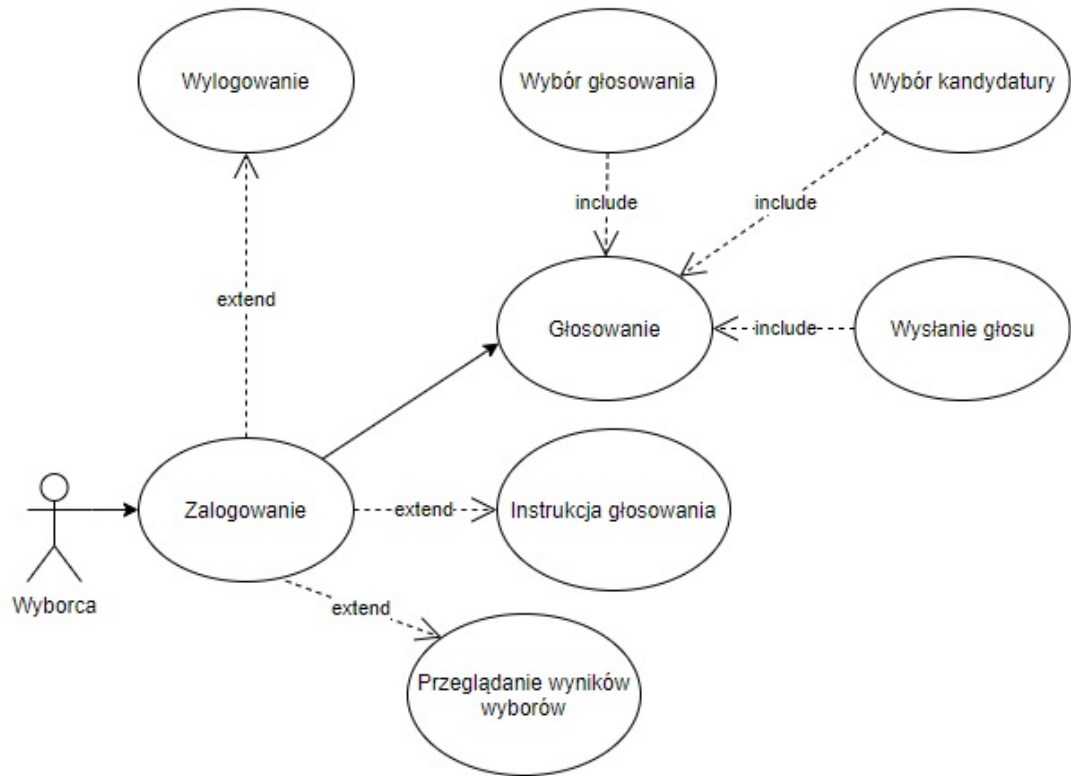 Wylogowanie
Wybór głosowania
Wybór kandydatury
include
include
extend
Głosowanie
include
Wysłanie głosu
Zalogowanie
extend
Instrukcja głosowania
Wyborca
extend
Przeglądanie wyników
wyborów